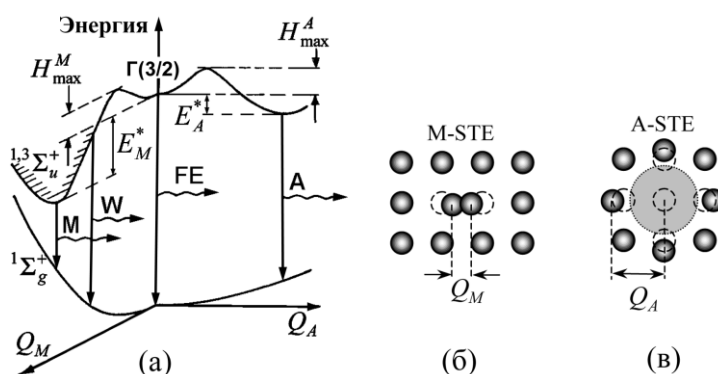 Энергия
H^A_max
H^M_max
Γ(3/2)
E*_A
E*_M
1,3Σ+_u
FE
A
W
M
1Σ+_g
Q_A
Q_M
(а)
M-STE
Q_M
(б)
A-STE
Q_A
(в)